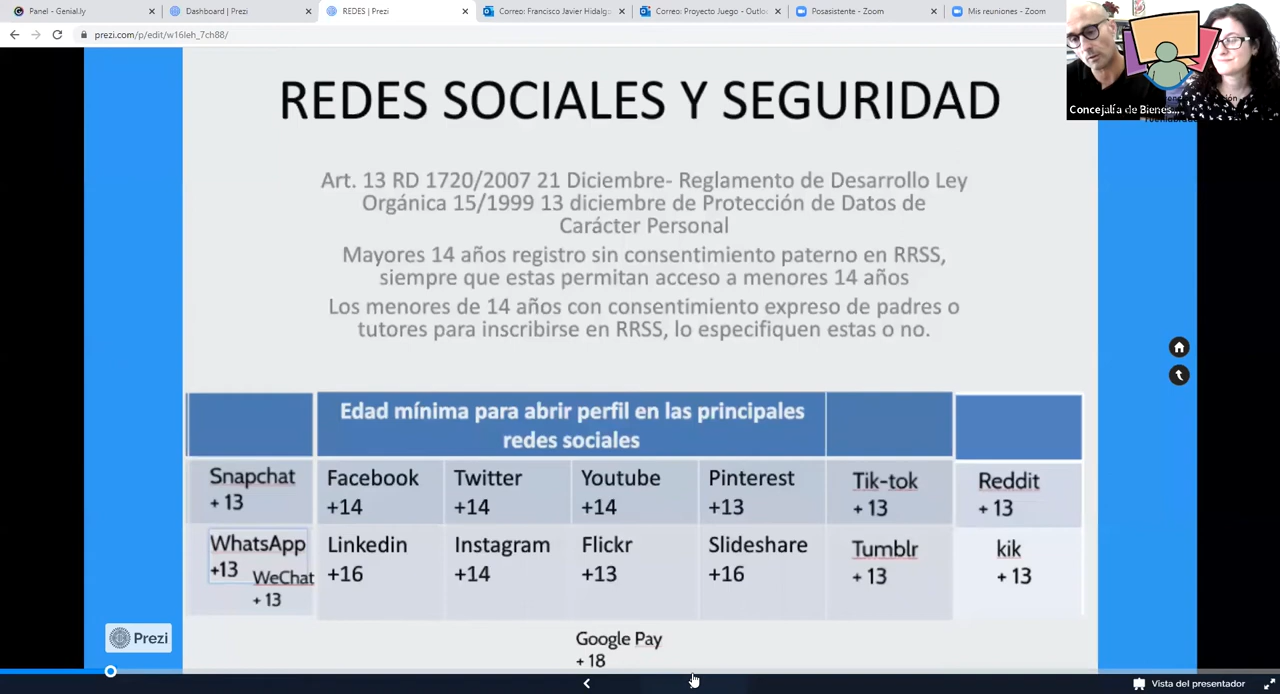 Panel - Genial.ly
Dashboard | Prezi
REDES | Prezi
Correo: Francisco Javier Hidalg
Correo: Proyecto Juego - Outlo
Posasistente - Zoom
Mis reuniones - Zoom
prezi.com/p/edit/w16leh_7ch88/
Concejalía de Bienes...
REDES SOCIALES Y SEGURIDAD
Art. 13 RD 1720/2007 21 Diciembre- Reglamento de Desarrollo Ley
Orgánica 15/1999 13 diciembre de Protección de Datos de
Carácter Personal
Mayores 14 años registro sin consentimiento paterno en RRSS,
siempre que estas permitan acceso a menores 14 años
Los menores de 14 años con consentimiento expreso de padres o
tutores para inscribirse en RRSS, lo especifiquen estas o no.
Edad mínima para abrir perfil en las principales
redes sociales
Snapchat
+ 13
Facebook
+14
Twitter
+14
Youtube
+14
Pinterest
+13
Tik-tok
+ 13
Reddit
+ 13
WhatsApp
+13
WeChat
+ 13
Linkedin
+16
Instagram
+14
Flickr
+13
Slideshare
+16
Tumblr
+ 13
kik
+ 13
Google Pay
+ 18
Prezi
Vista del presentador